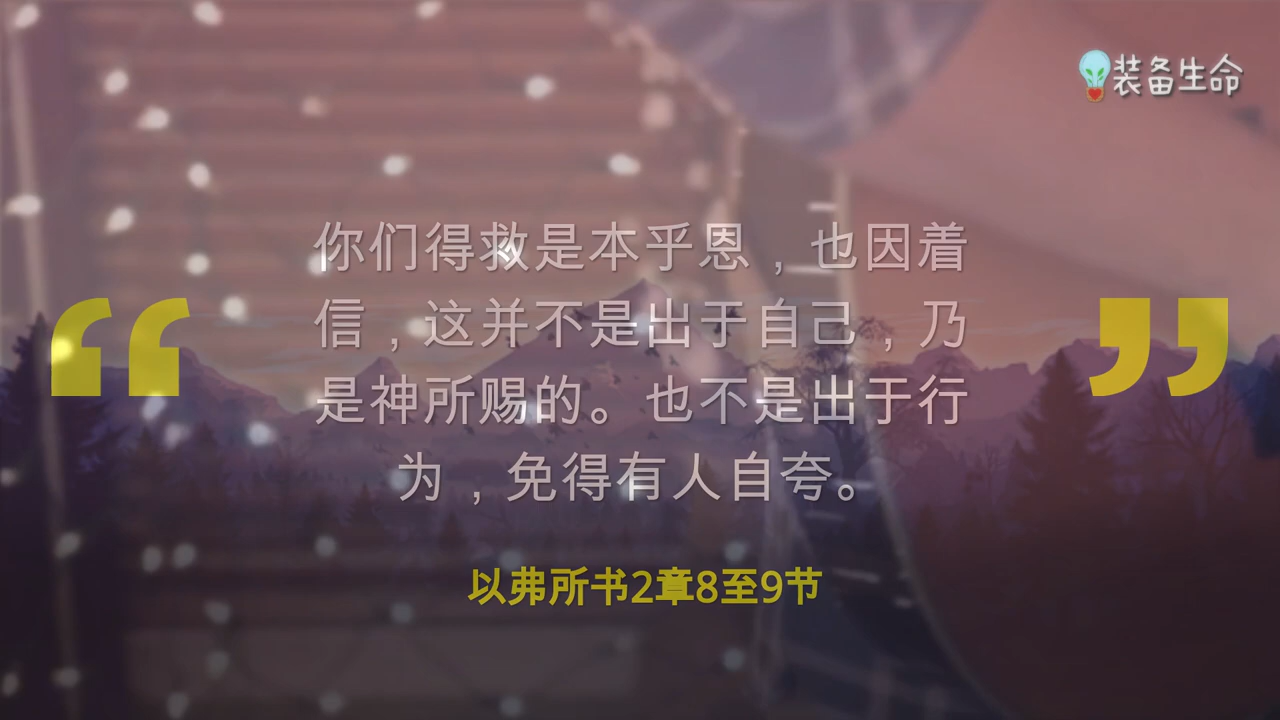 装备生命
“
你们得救是本乎恩，也因着
信，这并不是出于自己，乃
是神所赐的。也不是出于行
为，免得有人自夸。
”
以弗所书2章8至9节